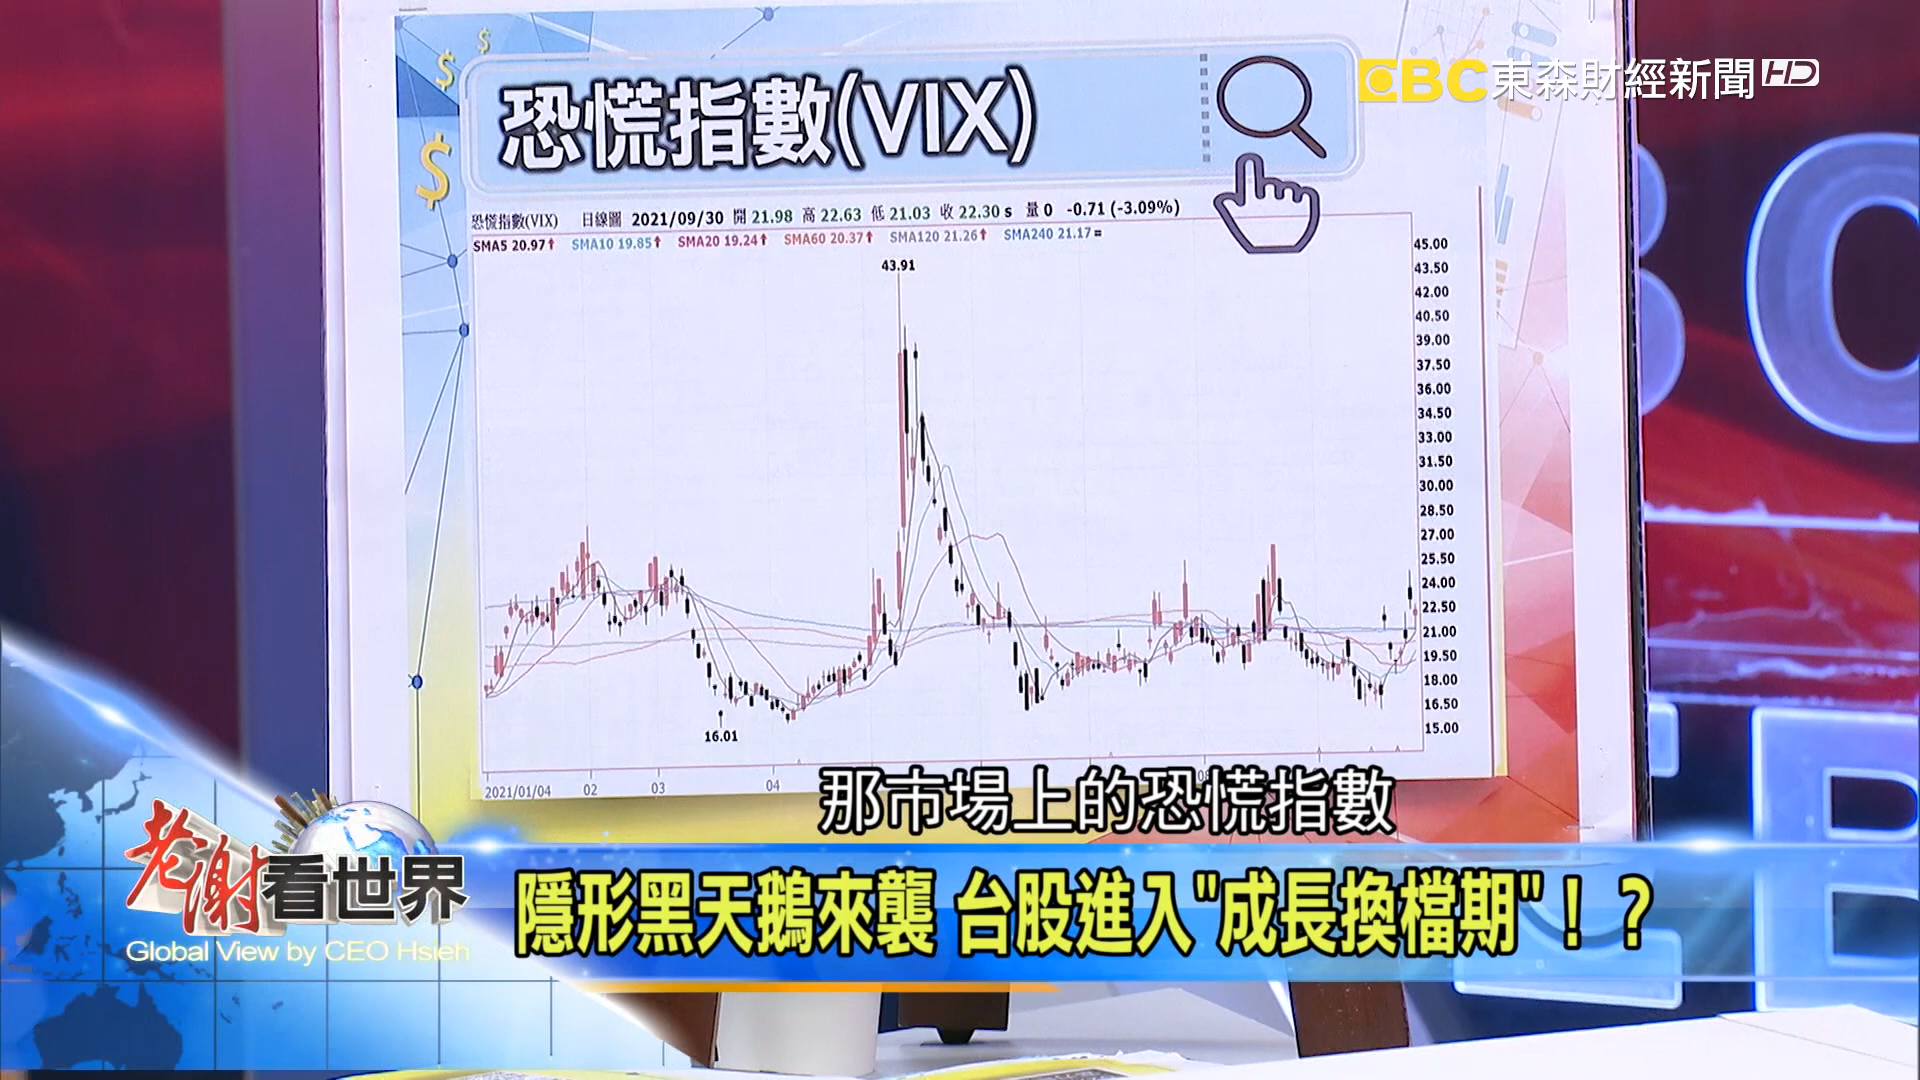 恐慌指數(VIX)
EBC東森財經新聞HD
恐慌指數(VIX) 日線圖 2021/09/30 開 21.98 高 22.63 低 21.03 收 22.30 s 量 0 -0.71 (-3.09%)
SMA5 20.97↑ SMA10 19.85↑ SMA20 19.24↑ SMA60 20.37↑ SMA120 21.26↑ SMA240 21.17=
45.00
43.91
43.50
42.00
40.50
39.00
37.50
36.00
34.50
33.00
31.50
30.00
28.50
27.00
25.50
24.00
22.50
21.00
19.50
18.00
16.50
15.00
16.01
2021/01/04 02 03 04
那市場上的恐慌指數
老謝看世界
Global View by CEO Hsieh
隱形黑天鵝來襲 台股進入"成長換檔期"！？